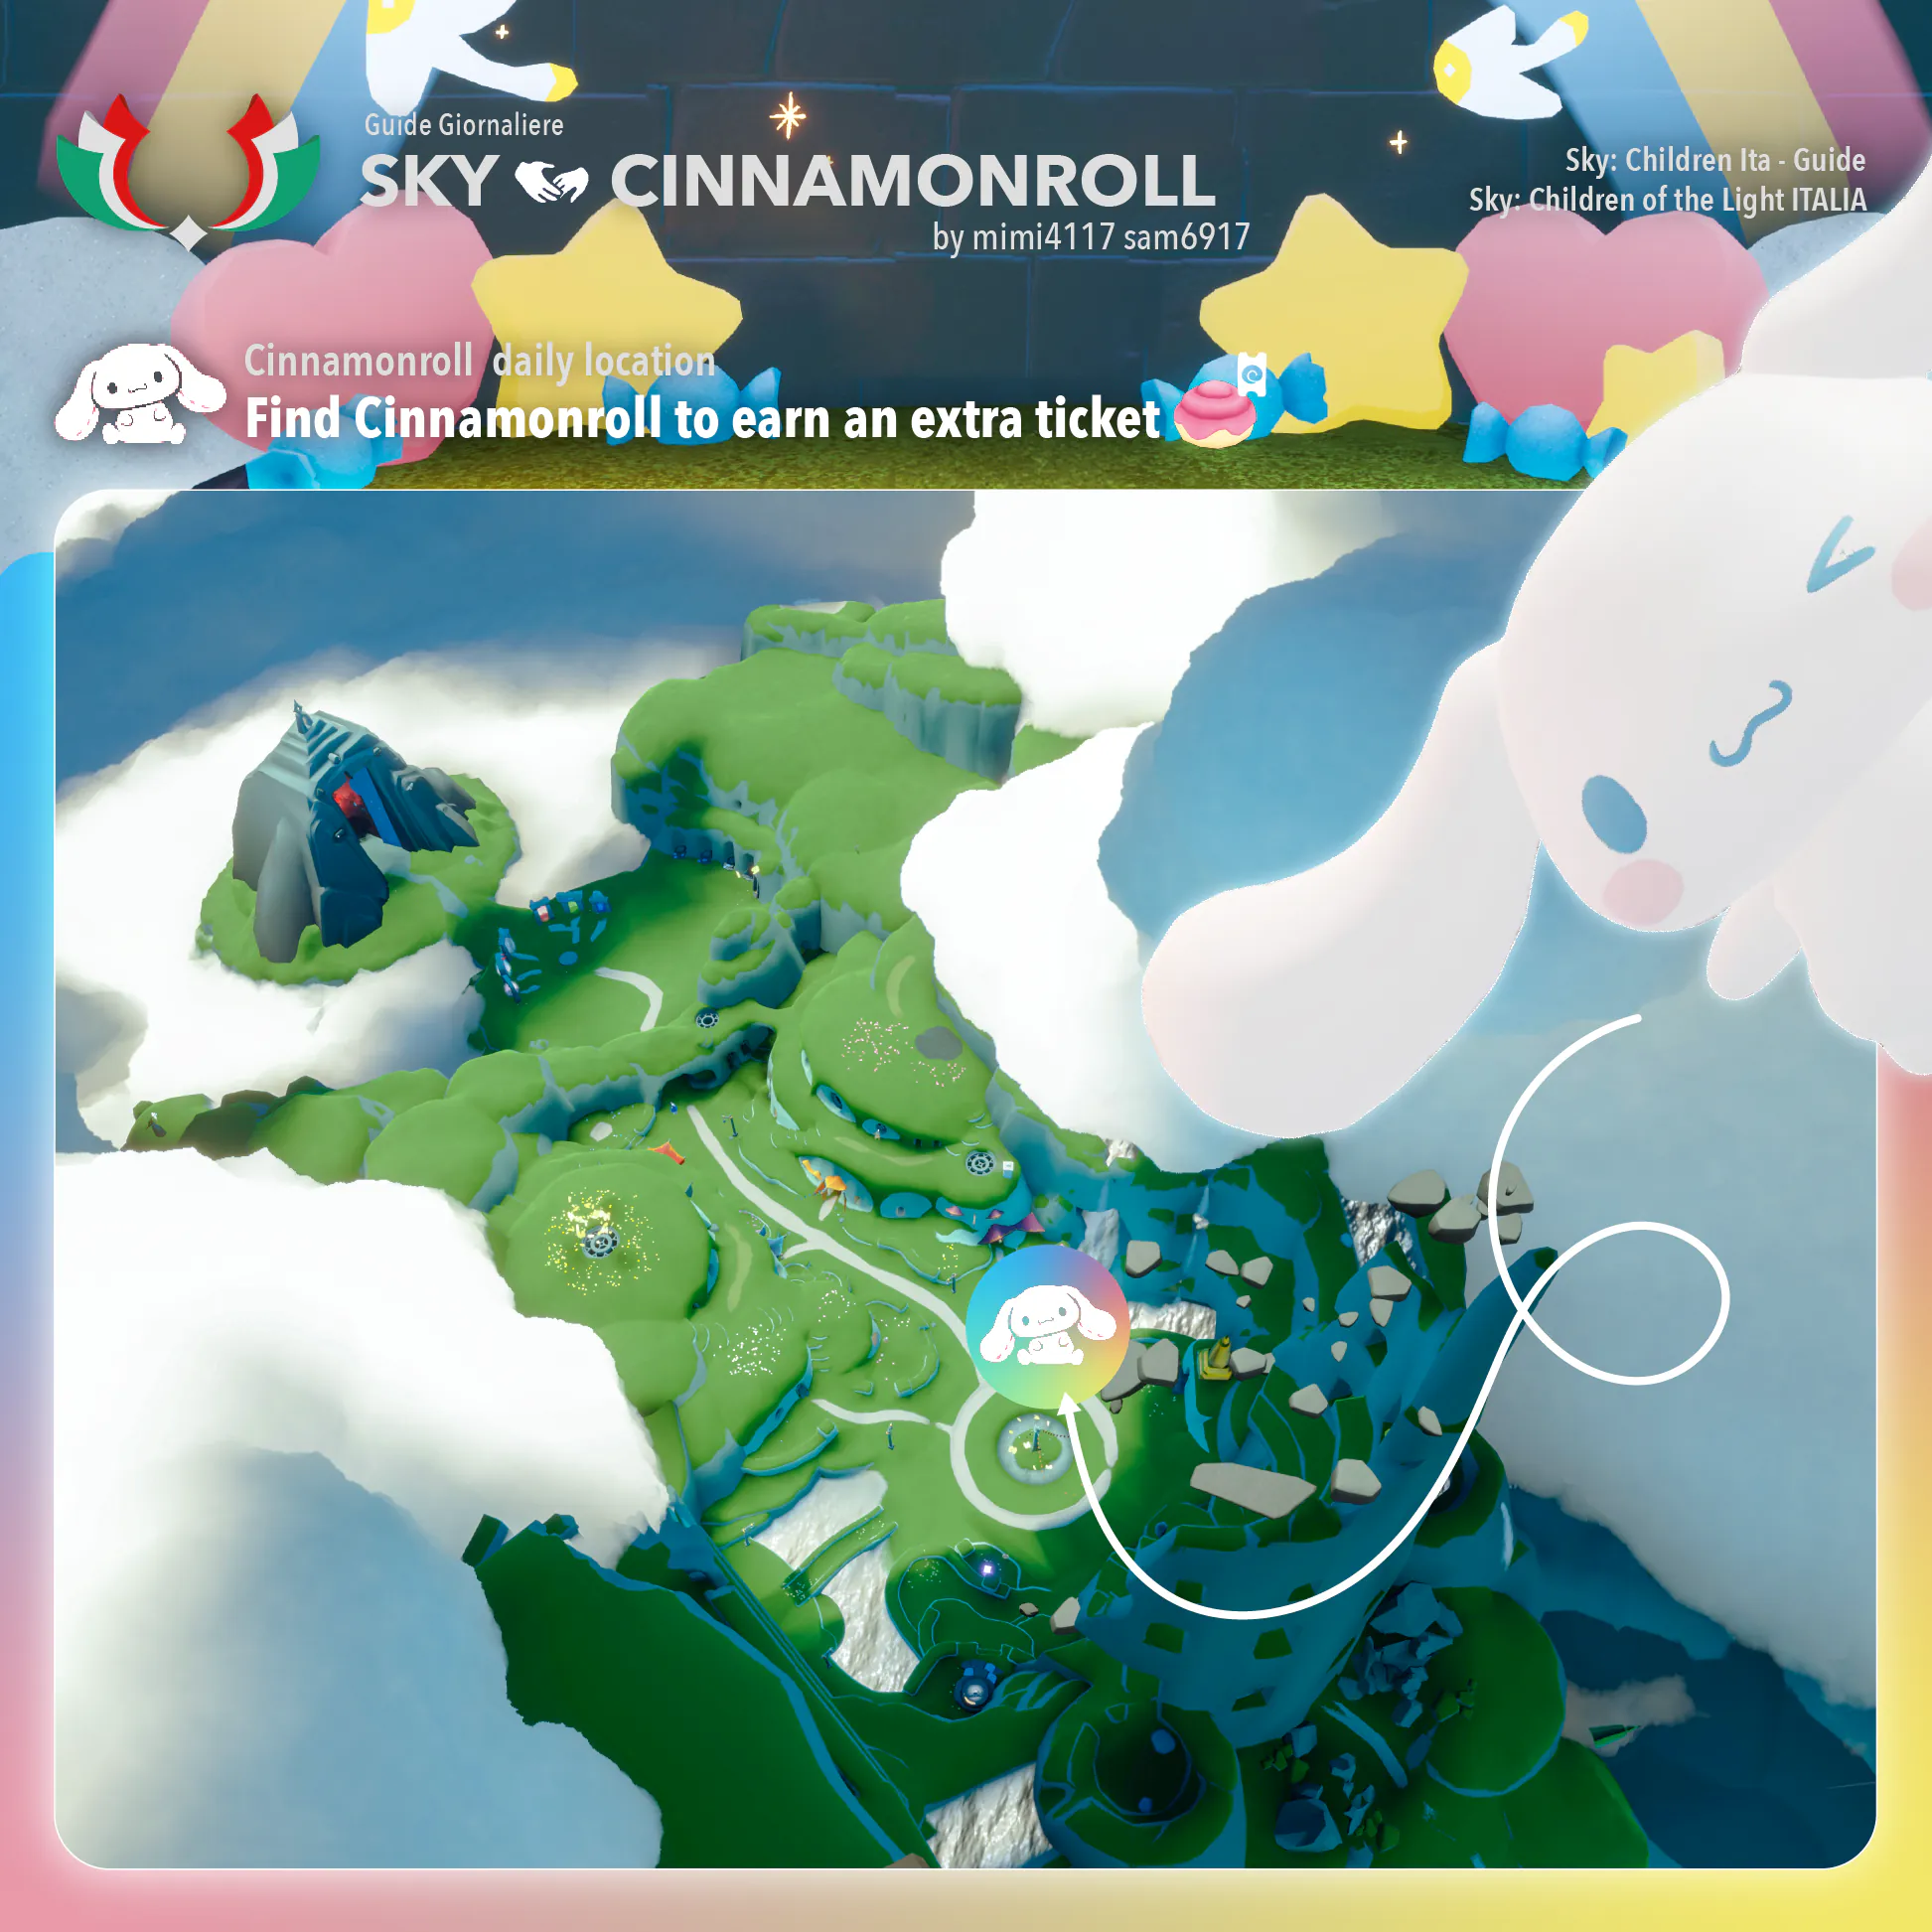 Guide Giornaliere
SKY CINNAMONROLL
by mimi4117 sam6917
Sky: Children Ita - Guide
Sky: Children of the Light ITALIA
Cinnamonroll daily location
Find Cinnamonroll to earn an extra ticket